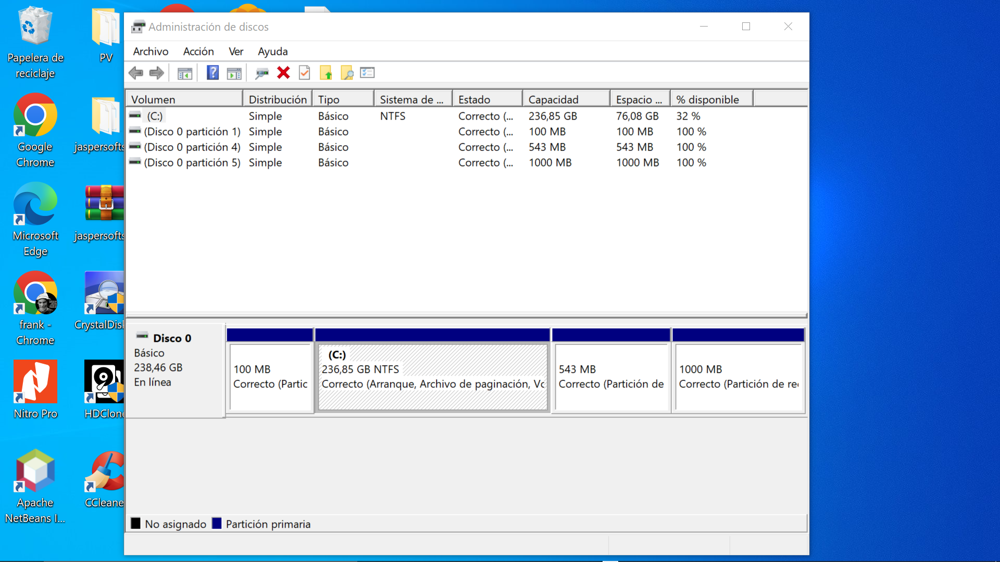 Papelera de
reciclaje
PV
Google
Chrome
jaspersofts
Microsoft
Edge
jaspersofts
frank -
Chrome
CrystalDisk
Nitro Pro
HDClone
Apache
NetBeans I...
CCleane
Administración de discos
Archivo Acción Ver Ayuda
Volumen Distribución Tipo Sistema de ... Estado Capacidad Espacio ... % disponible
(C:) Simple Básico NTFS Correcto (... 236,85 GB 76,08 GB 32 %
(Disco 0 partición 1) Simple Básico Correcto (... 100 MB 100 MB 100 %
(Disco 0 partición 4) Simple Básico Correcto (... 543 MB 543 MB 100 %
(Disco 0 partición 5) Simple Básico Correcto (... 1000 MB 1000 MB 100 %
Disco 0
Básico
238,46 GB
En línea
100 MB
Correcto (Partic
(C:)
236,85 GB NTFS
Correcto (Arranque, Archivo de paginación, Vo
543 MB
Correcto (Partición de
1000 MB
Correcto (Partición de re
No asignado Partición primaria